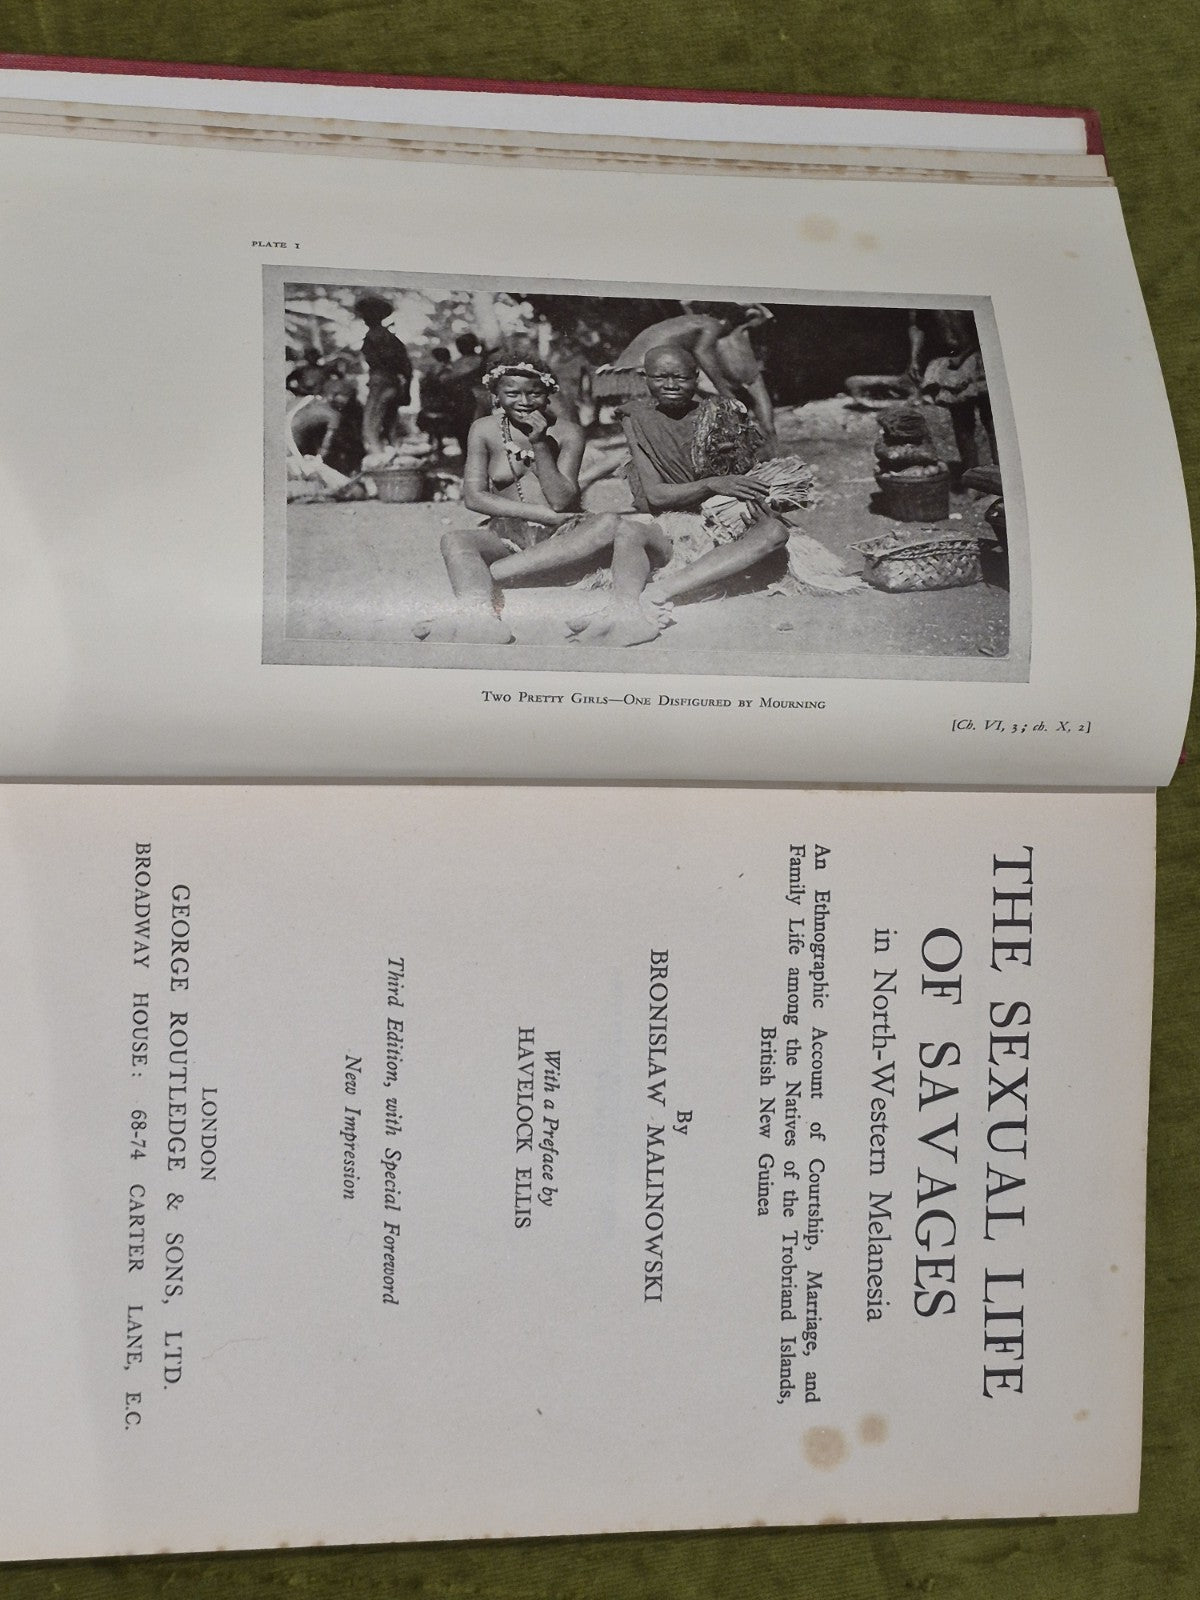 PLATE 1
TWO PRETTY GIRLS—ONE DISFIGURED BY MOURNING
[Ch. VI, 3; ch. X, 2]
THE SEXUAL LIFE
OF SAVAGES
in North-Western Melanesia
An Ethnographic Account of Courtship, Marriage, and
Family Life among the Natives of the Trobriand Islands,
British New Guinea
By
BRONISLAW MALINOWSKI
With a Preface by
HAVELOCK ELLIS
Third Edition, with Special Foreword
New Impression
LONDON
GEORGE ROUTLEDGE & SONS, LTD.
BROADWAY HOUSE: 68-74 CARTER LANE, E.C.